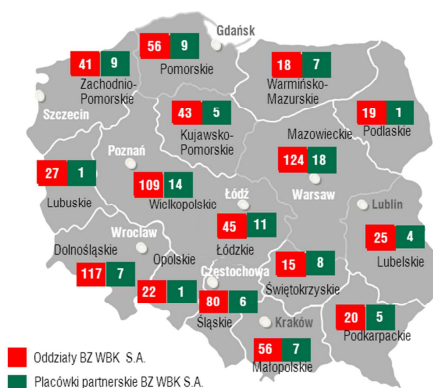 Gdańsk
56 9
Pomorskie
41 9
Zachodnio-
Pomorskie
18 7
Warmińsko-
Mazurskie
Szczecin
43 5
Kujawsko-
Pomorskie
19 1
Podlaskie
Mazowieckie
124 18
Warsaw
Poznań
27 1
Lubuskie
109 14
Wielkopolskie
Łódź
45 11
Łódzkie
Lublin
25 4
Lubelskie
Wroclaw
Dolnośląskie
117 7
Opolskie
22 1
Częstochowa
80 6
Śląskie
15 8
Świętokrzyskie
Kraków
56 7
Małopolskie
20 5
Podkarpackie
Oddziały BZ WBK S.A.
Placówki partnerskie BZ WBK S.A.